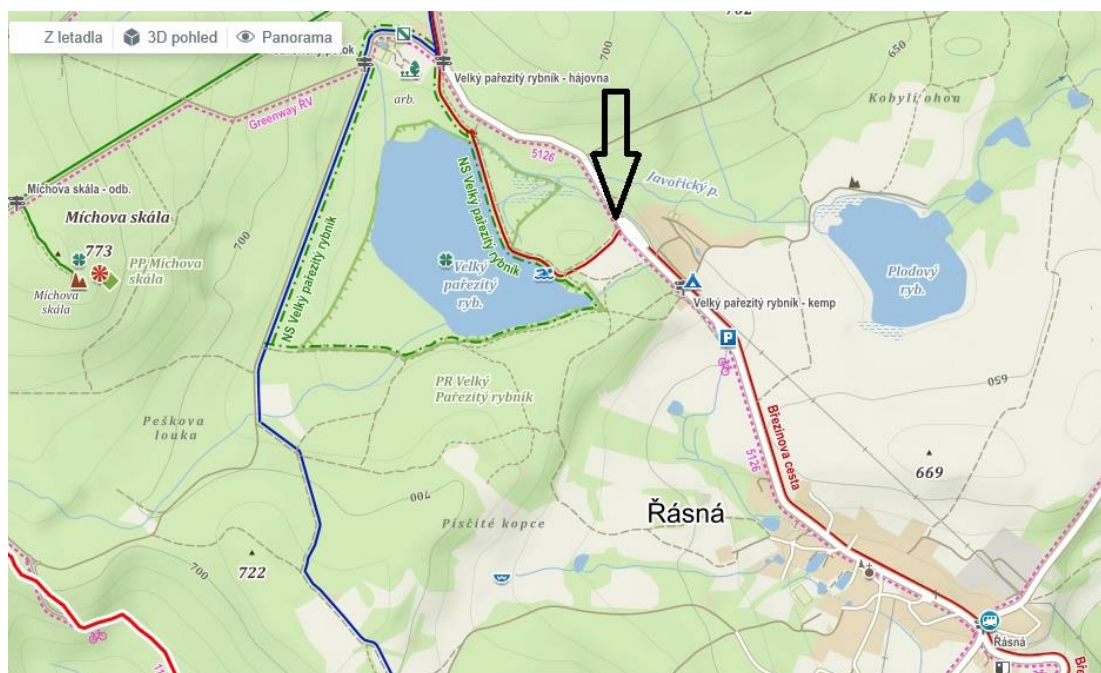 Z letadla
3D pohled
Panorama
702
700
650
potok
Velký pařezitý rybník - hájovna
Kobylí ohon
arb.
Greenway RV
5126
Javořický p.
Míchova skála - odb.
Míchova skála
773
PP Míchova
skála
Míchova
skála
700
NS Velký pařezitý rybník
NS Velký pařezitý rybník
Velký
pařezitý
ryb.
Plodový
ryb.
Velký pařezitý rybník - kemp
P
PR Velký
Pařezitý rybník
650
Peškova
louka
Březinova cesta
5126
669
700
Písčité kopce
Řásná
700
722
Řásná